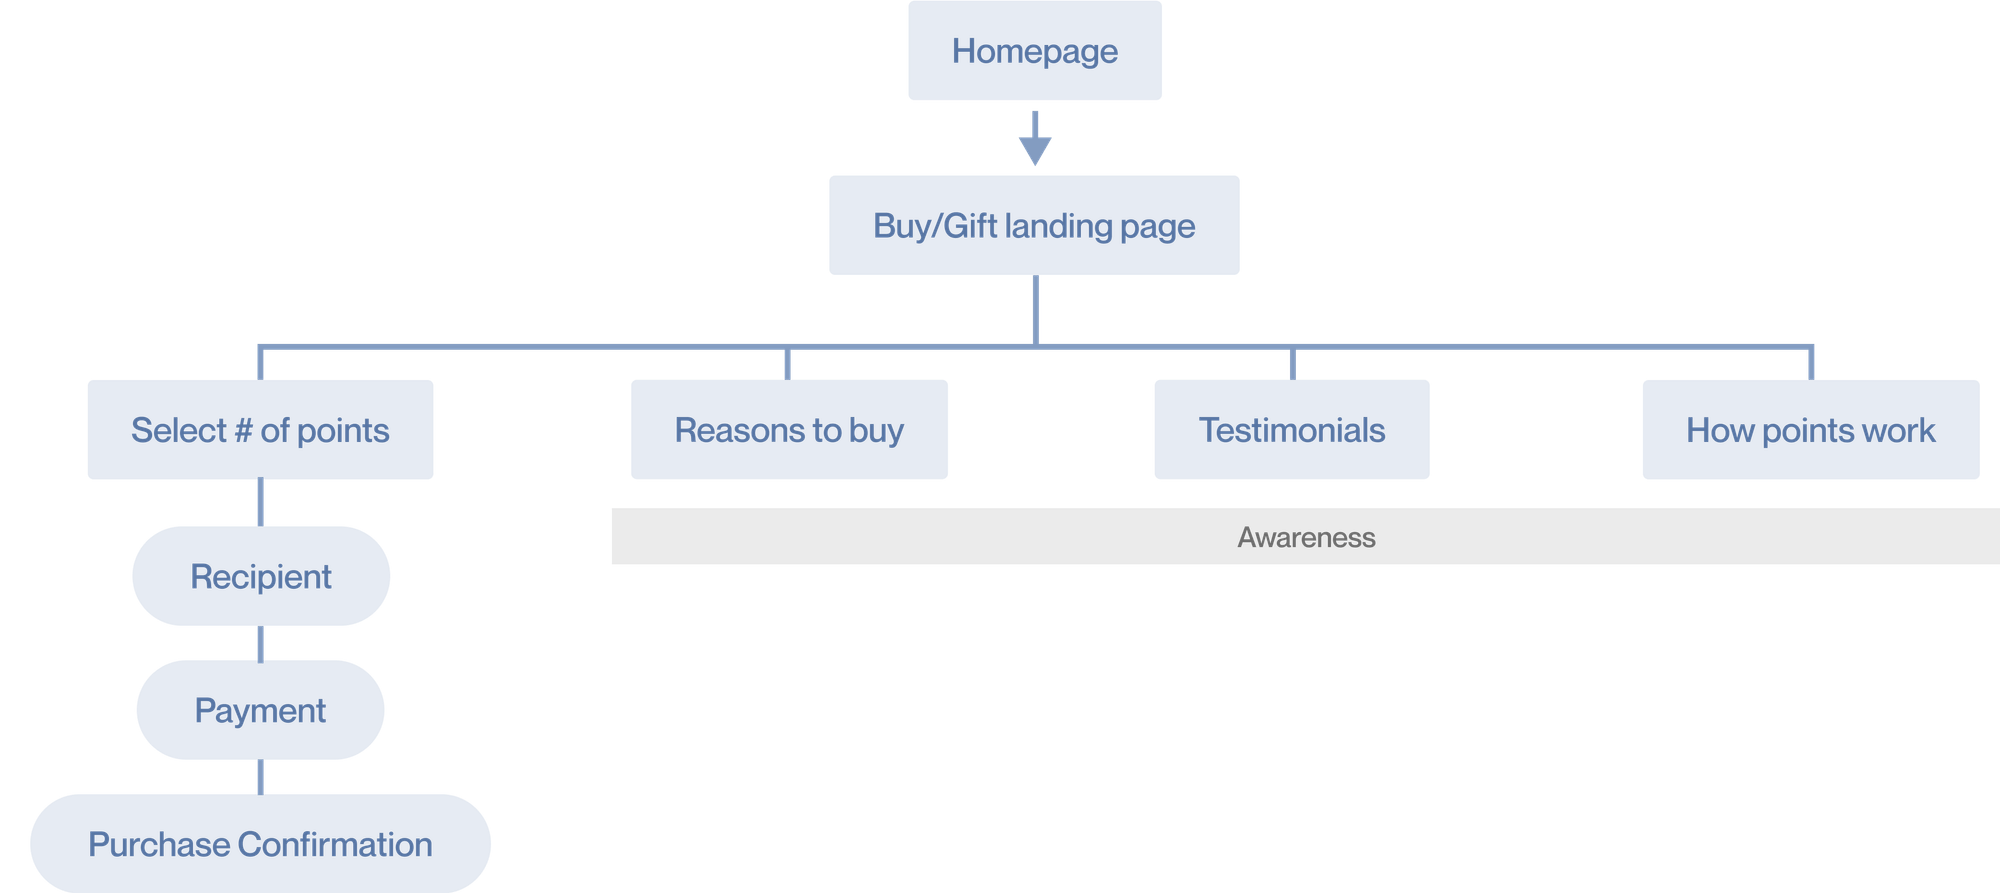 Homepage
Buy/Gift landing page
Select # of points
Reasons to buy
Testimonials
How points work
Awareness
Recipient
Payment
Purchase Confirmation